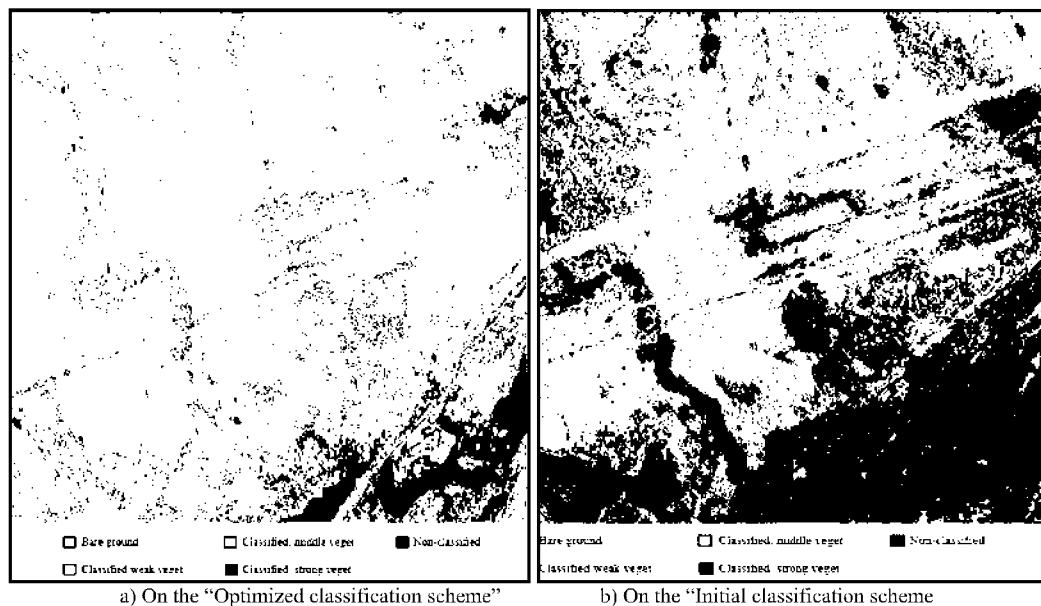 Bare ground Classified, middle veget Non-classified
Classified weak veget Classified, strong veget
Bare ground Classified, middle veget Non-classified
Classified weak veget Classified, strong veget
a) On the “Optimized classification scheme” b) On the “Initial classification scheme